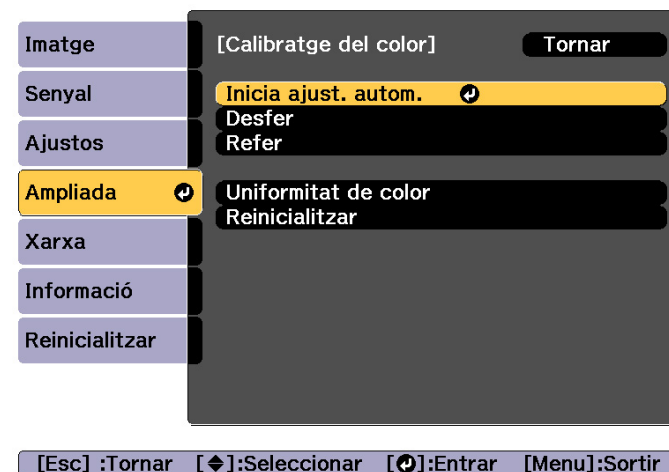 Imatge
Senyal
Ajustos
Ampliada
Xarxa
Informació
Reinicialitzar
[Calibratge del color] Tornar
Inicia ajust. autom.
Desfer
Refer
Uniformitat de color
Reinicialitzar
[Esc] :Tornar [◆]:Seleccionar [↵]:Entrar [Menu]:Sortir